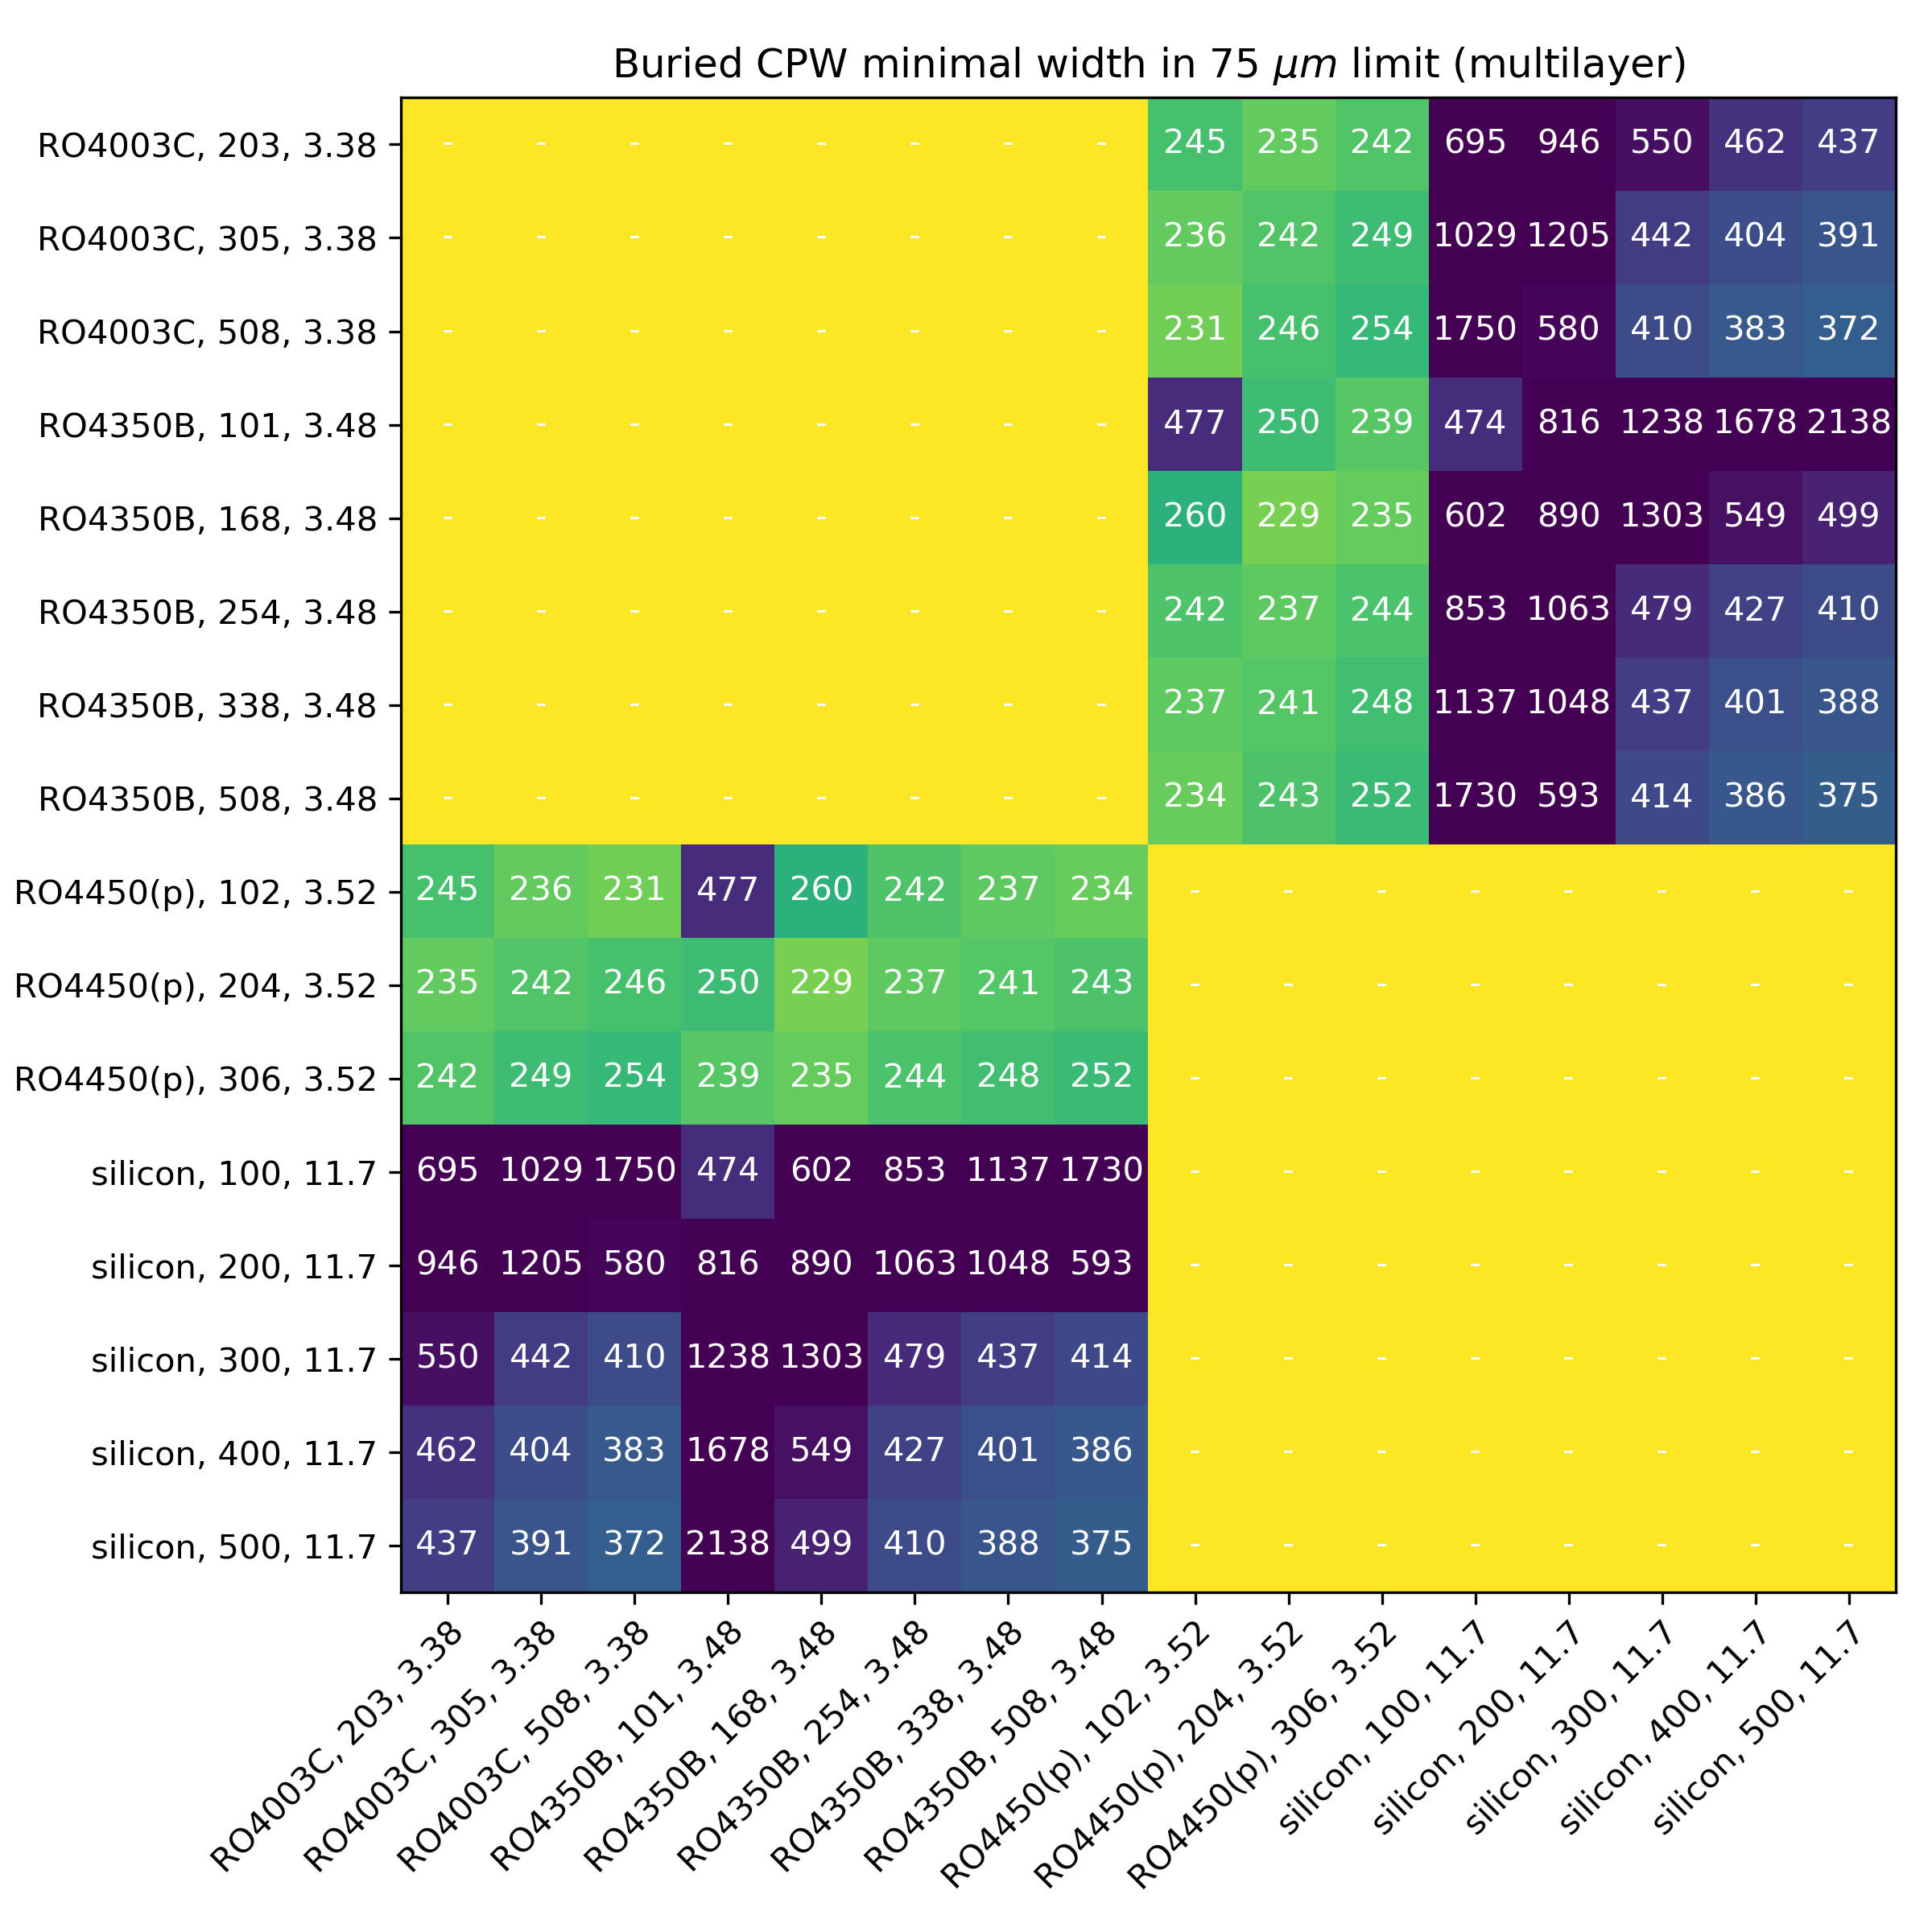 Buried CPW minimal width in 75 μm limit (multilayer)
RO4003C, 203, 3.38 - - - - - - - - 245 235 242 695 946 550 462 437
RO4003C, 305, 3.38 - - - - - - - - 236 242 249 1029 1205 442 404 391
RO4003C, 508, 3.38 - - - - - - - - 231 246 254 1750 580 410 383 372
RO4350B, 101, 3.48 - - - - - - - - 477 250 239 474 816 1238 1678 2138
RO4350B, 168, 3.48 - - - - - - - - 260 229 235 602 890 1303 549 499
RO4350B, 254, 3.48 - - - - - - - - 242 237 244 853 1063 479 427 410
RO4350B, 338, 3.48 - - - - - - - - 237 241 248 1137 1048 437 401 388
RO4350B, 508, 3.48 - - - - - - - - 234 243 252 1730 593 414 386 375
RO4450(p), 102, 3.52 245 236 231 477 260 242 237 234 - - - - - - - -
RO4450(p), 204, 3.52 235 242 246 250 229 237 241 243 - - - - - - - -
RO4450(p), 306, 3.52 242 249 254 239 235 244 248 252 - - - - - - - -
silicon, 100, 11.7 695 1029 1750 474 602 853 1137 1730 - - - - - - - -
silicon, 200, 11.7 946 1205 580 816 890 1063 1048 593 - - - - - - - -
silicon, 300, 11.7 550 442 410 1238 1303 479 437 414 - - - - - - - -
silicon, 400, 11.7 462 404 383 1678 549 427 401 386 - - - - - - - -
silicon, 500, 11.7 437 391 372 2138 499 410 388 375 - - - - - - - -
RO4003C, 203, 3.38
RO4003C, 305, 3.38
RO4003C, 508, 3.38
RO4350B, 101, 3.48
RO4350B, 168, 3.48
RO4350B, 254, 3.48
RO4350B, 338, 3.48
RO4350B, 508, 3.48
RO4450(p), 102, 3.52
RO4450(p), 204, 3.52
RO4450(p), 306, 3.52
silicon, 100, 11.7
silicon, 200, 11.7
silicon, 300, 11.7
silicon, 400, 11.7
silicon, 500, 11.7